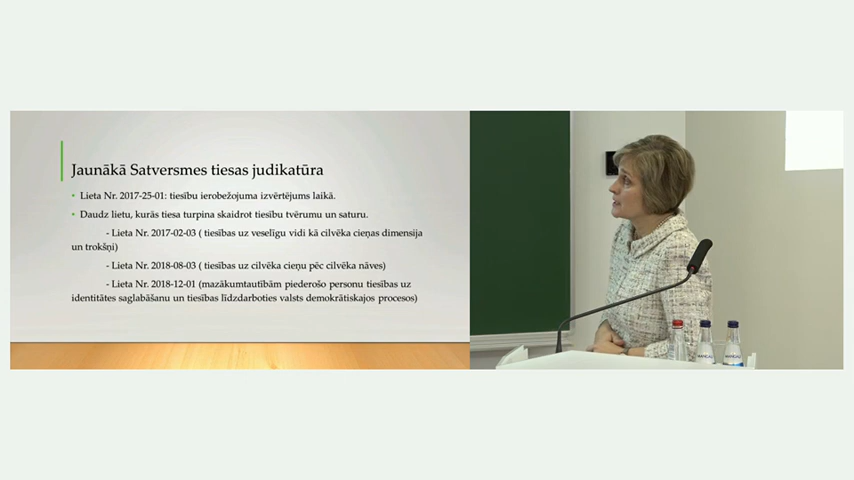 Jaunākā Satversmes tiesas judikatūra
• Lieta Nr. 2017-25-01: tiesību ierobežojuma izvērtējums laikā.
• Daudz lietu, kurās tiesa turpina skaidrot tiesību tvērumu un saturu.
- Lieta Nr. 2017-02-03 ( tiesības uz veselīgu vidi kā cilvēka cieņas dimensija
un trokšņi)
- Lieta Nr. 2018-08-03 ( tiesības uz cilvēka cieņu pēc cilvēka nāves)
- Lieta Nr. 2018-12-01 (mazākumtautībām piederošo personu tiesības uz
identitātes saglabāšanu un tiesības līdzdarboties valsts demokrātiskajos procesos)